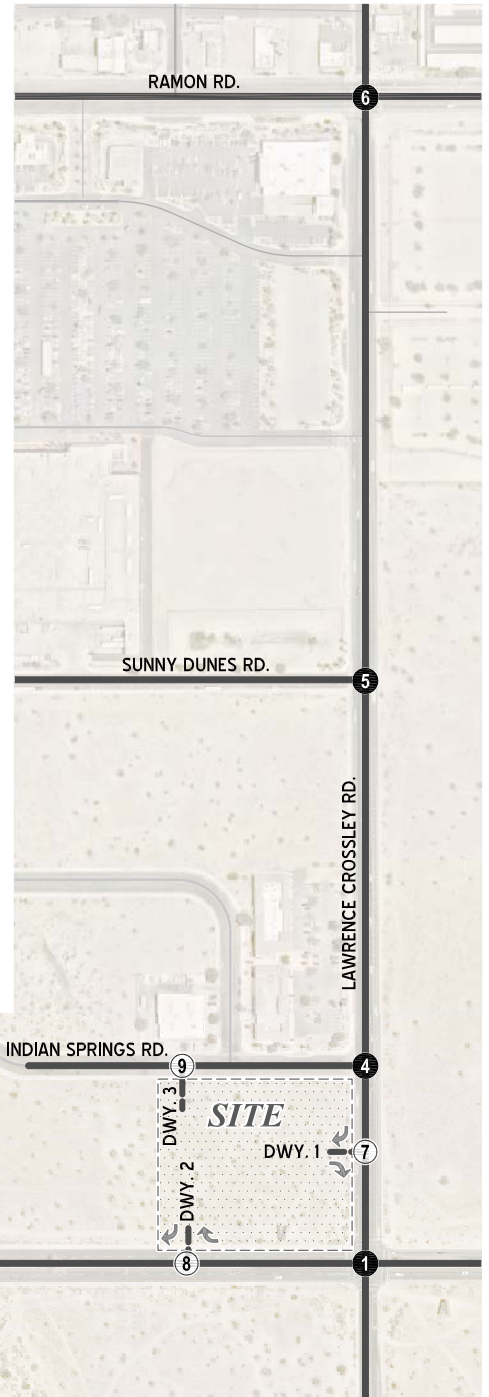 RAMON RD.
6
SUNNY DUNES RD.
5
LAWRENCE CROSSLEY RD.
INDIAN SPRINGS RD.
9
4
DWY. 3
SITE
DWY. 1
7
DWY. 2
8
1